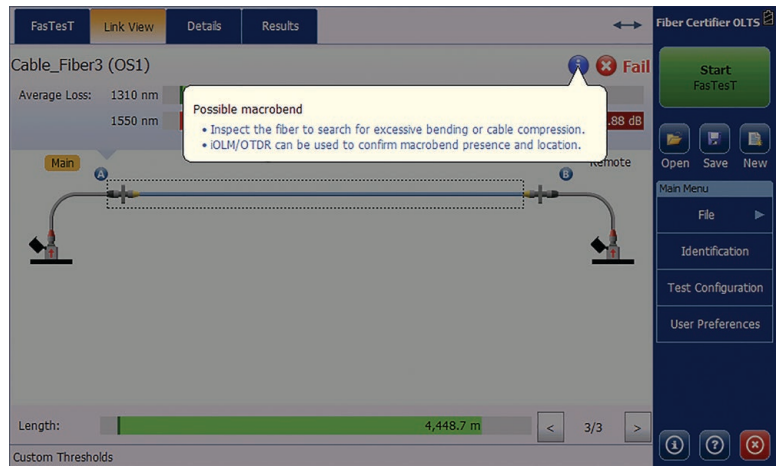 FasTesT
Link View
Details
Results
Fiber Certifier OLTS
Cable_Fiber3 (OS1)
Fail
Start
FasTesT
Average Loss: 1310 nm
1550 nm
.88 dB
Possible macrobend
• Inspect the fiber to search for excessive bending or cable compression.
• iOLM/OTDR can be used to confirm macrobend presence and location.
Open Save New
Main
A
B
Remote
Main Menu
File
Identification
Test Configuration
User Preferences
Length: 4,448.7 m
< 3/3 >
Custom Thresholds